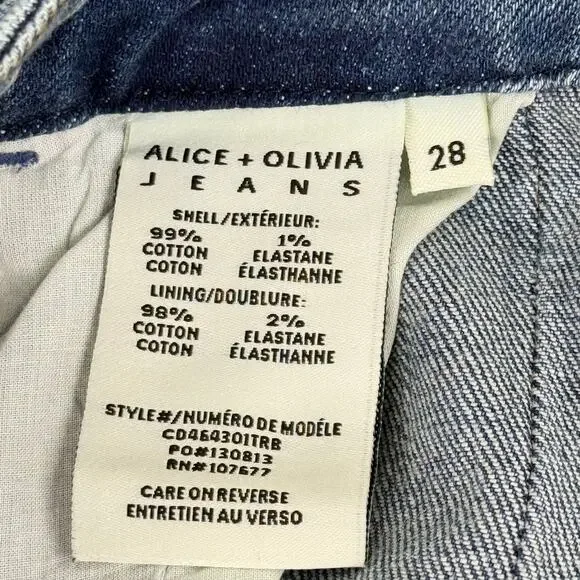 ALICE + OLIVIA
JEANS
28
SHELL/EXTÉRIEUR:
99% 1%
COTTON ELASTANE
COTON ÉLASTHANNE
LINING/DOUBLURE:
98% 2%
COTTON ELASTANE
COTON ÉLASTHANNE
STYLE#/NUMÉRO DE MODÉLE
CD464301TRB
PO#130813
RN#107677
CARE ON REVERSE
ENTRETIEN AU VERSO